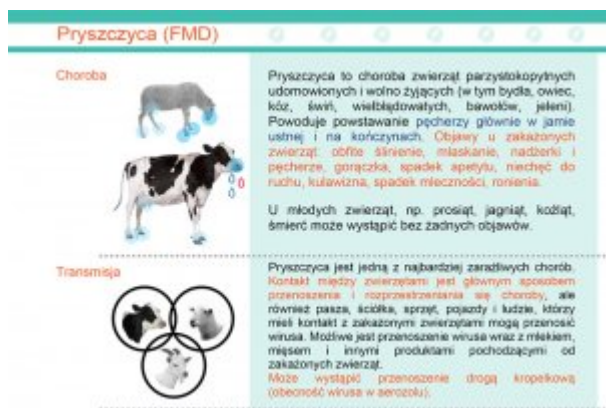 Pryszczyca (FMD)
Choroba
Pryszczyca to choroba zwierząt parzystokopytnych
udomowionych i wolno żyjących (w tym bydła, owiec,
kóz, świń, wielbłądowatych, bawołów, jeleni).
Powoduje powstawanie pęcherzy głównie w jamie
ustnej i na kończynach. Objawy u zakażonych
zwierząt: obfite ślinienie, mlaskanie, nadżerki i
pęcherze, gorączka, spadek apetytu, niechęć do
ruchu, kulawizna, spadek mleczności, ronienia.
U młodych zwierząt, np. prosiąt, jagniąt, koźląt,
śmierć może wystąpić bez żadnych objawów.
Transmisja
Pryszczyca jest jedną z najbardziej zaraźliwych chorób.
Kontakt między zwierzętami jest głównym sposobem
przenoszenia i rozprzestrzeniania się choroby, ale
również pasza, ściółka, sprzęt, pojazdy i ludzie, którzy
mieli kontakt z zakażonymi zwierzętami mogą przenosić
wirusa. Możliwe jest przenoszenie wirusa wraz z mlekiem,
mięsem i innymi produktami pochodzącymi od
zakażonych zwierząt.
Może wystąpić przenoszenie drogą kropelkową
(obecność wirusa w aerozolu).